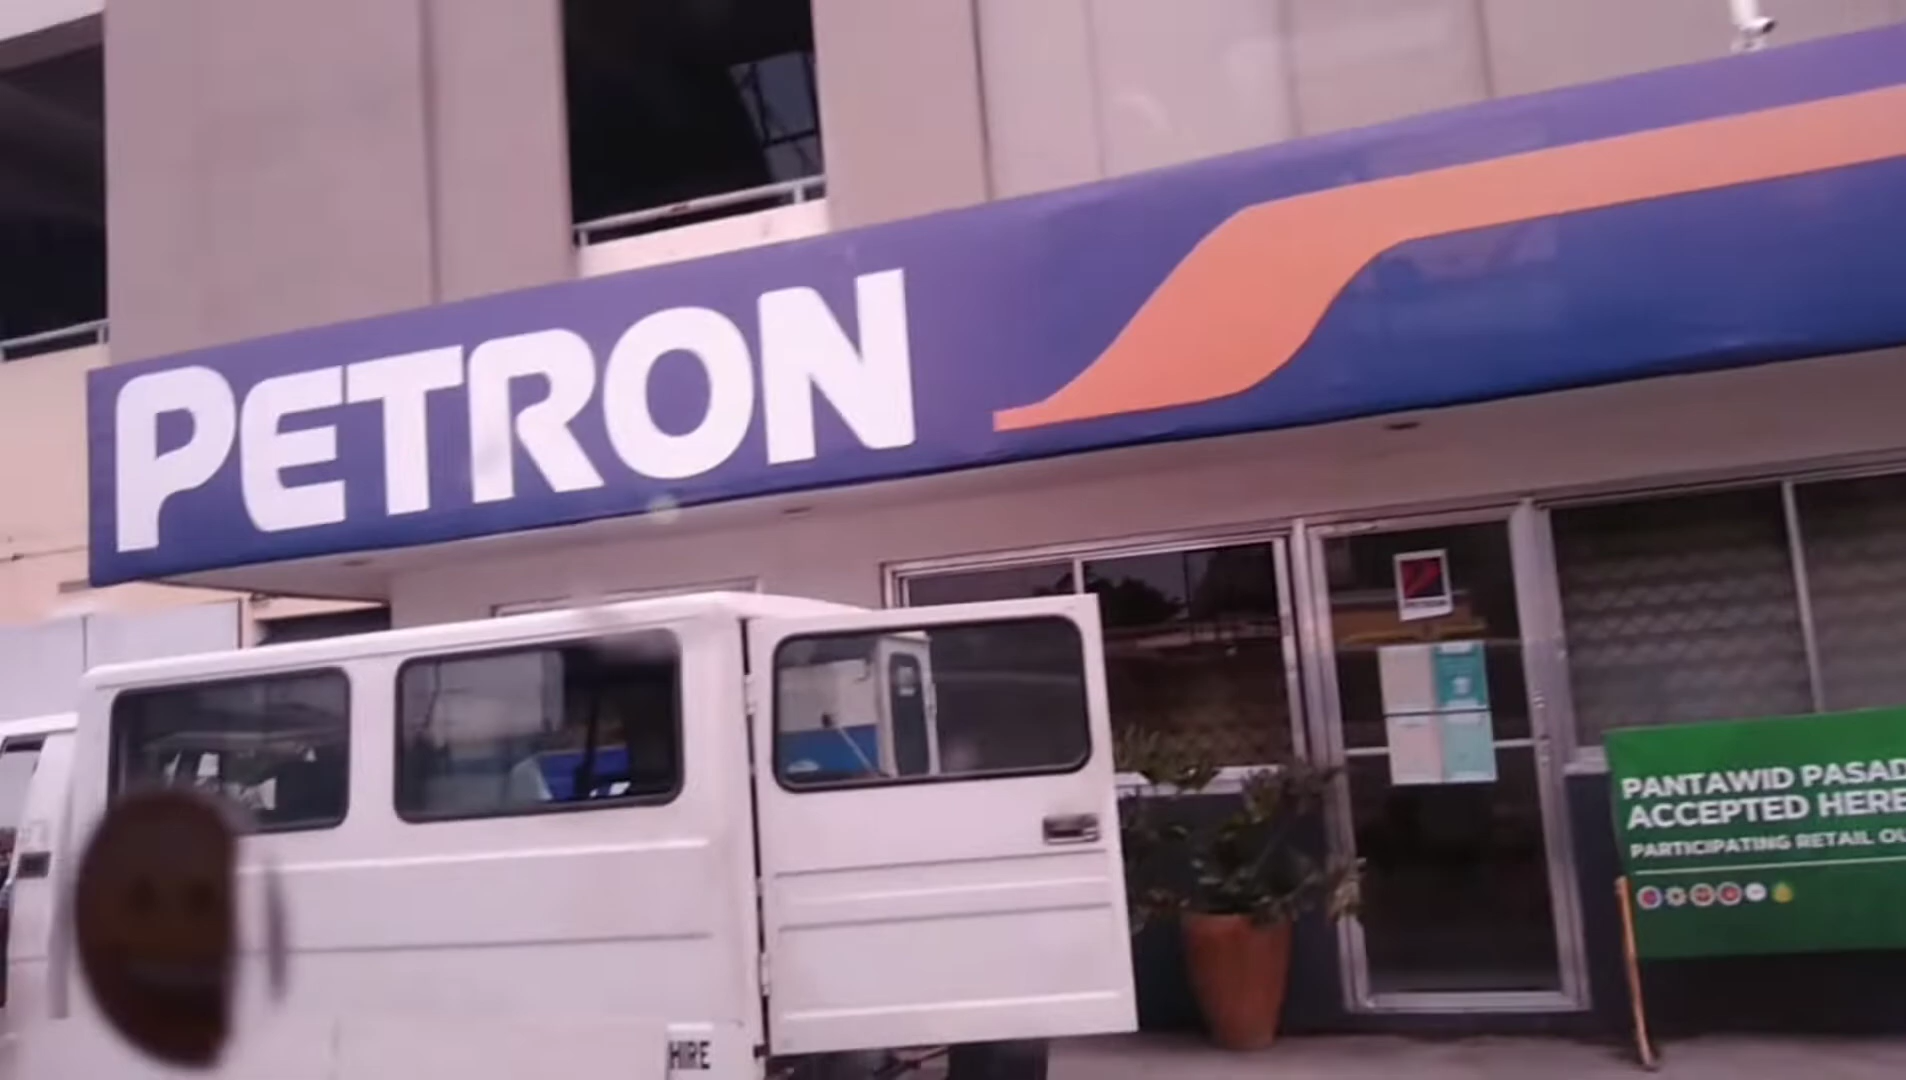 PETRON
PANTAWID PASAD
ACCEPTED HERE
PARTICIPATING RETAIL OU
HIRE